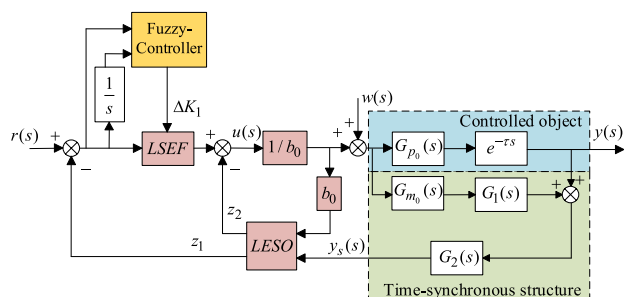 Fuzzy-
Controller
1
s
ΔK₁
w(s)
Controlled object
r(s)
+
−
LSEF
+
−
u(s)
1/b₀
+
+
Gₚ₀(s)
e^{-τs}
y(s)
b₀
Gₘ₀(s)
G₁(s)
+
+
z₂
z₁
LESO
yₛ(s)
G₂(s)
Time-synchronous structure